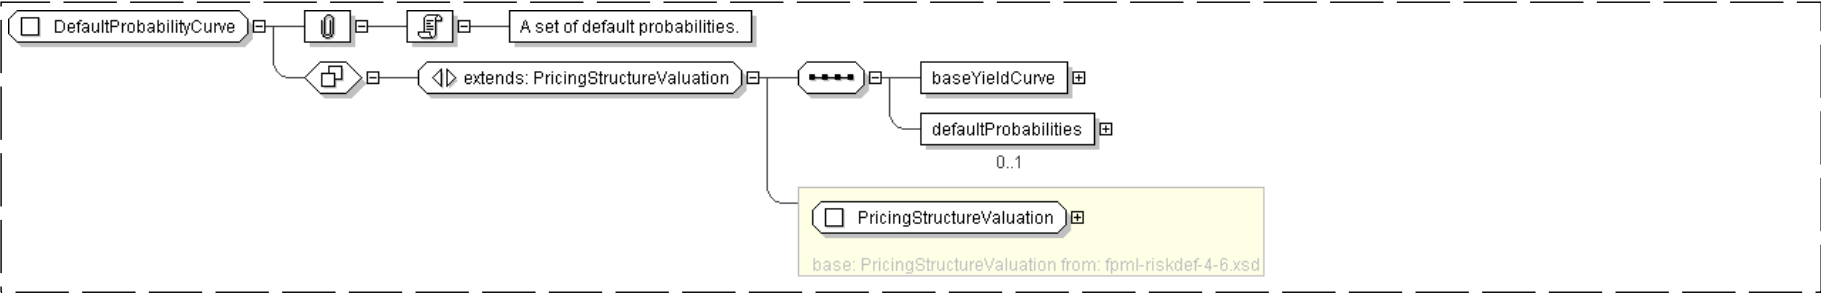 DefaultProbabilityCurve
A set of default probabilities.
extends: PricingStructureValuation
baseYieldCurve
defaultProbabilities
0..1
PricingStructureValuation
base: PricingStructureValuation from: fpml-riskdef-4-6.xsd